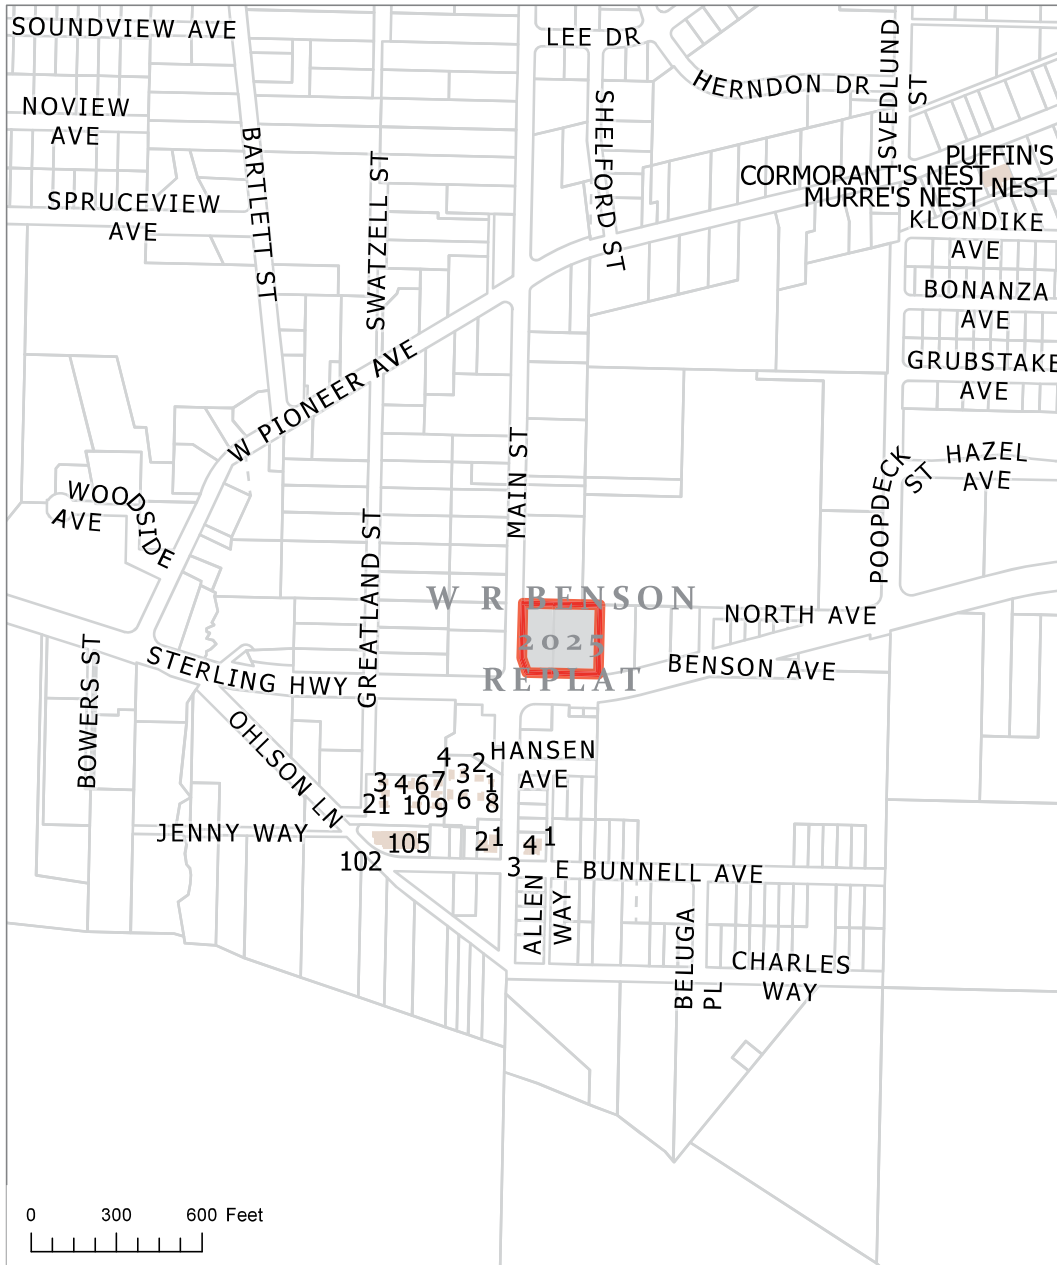 SOUNDVIEW AVE
LEE DR
HERNDON DR
SVEDLUND
ST
NOVIEW
AVE
BARTLETT ST
SWATZELL ST
SHELFORD ST
PUFFIN'S
NEST
CORMORANT'S NEST
MURRE'S NEST
SPRUCEVIEW
AVE
KLONDIKE
AVE
BONANZA
AVE
GRUBSTAKE
AVE
W PIONEER AVE
MAIN ST
HAZEL
AVE
POOPDECK
ST
WOODSIDE
AVE
GREATLAND ST
W R BENSON
2025
REPLAT
NORTH AVE
BENSON AVE
BOWERS ST
STERLING HWY
OHLSON LN
HANSEN
AVE
4
2
3
3 4 6 7
1
21 10 9 6 8
JENNY WAY
105
2 1
4 1
102
3
E BUNNELL AVE
ALLEN
WAY
BELUGA
PL
CHARLES
WAY
0 300 600 Feet